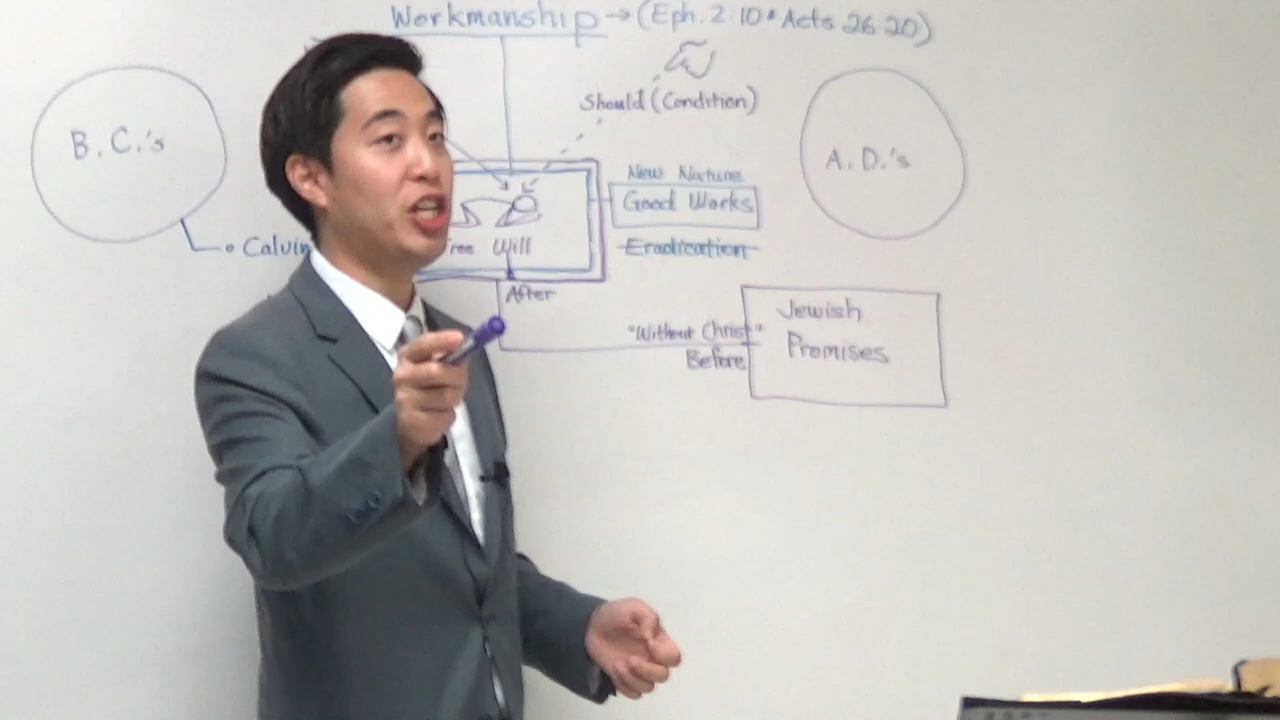 Workmanship → (Eph. 2:10 • Acts 26:20)
Should (Condition)
B.C.'s
A.D.'s
New Nature
Good Works
Will
• Calvin
Eradication
After
"Without Christ"
Before
Jewish
Promises